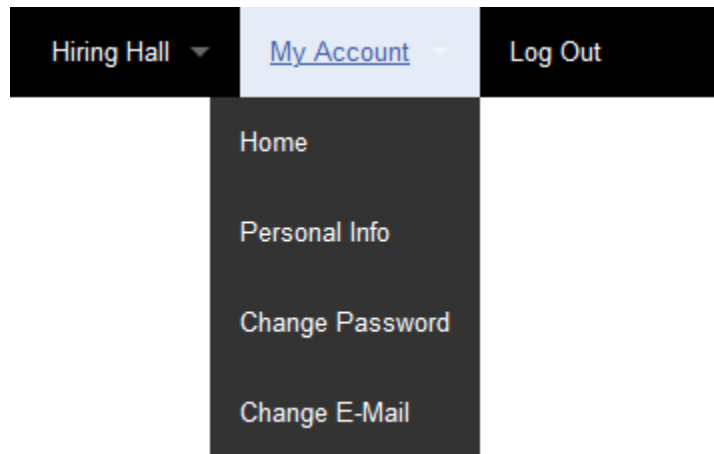 Hiring Hall My Account Log Out
Home
Personal Info
Change Password
Change E-Mail